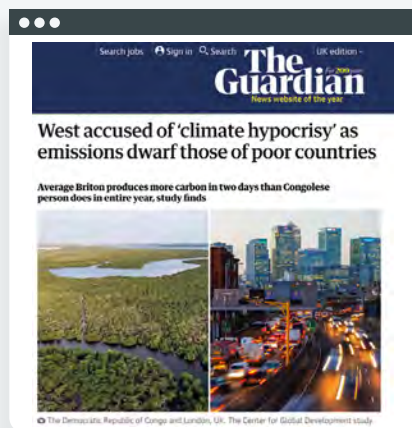 Search jobs Sign in Search UK edition
The
Guardian
for 200 years
News website of the year
West accused of ‘climate hypocrisy’ as
emissions dwarf those of poor countries
Average Briton produces more carbon in two days than Congolese
person does in entire year, study finds
The Democratic Republic of Congo and London, UK. The Center for Global Development study